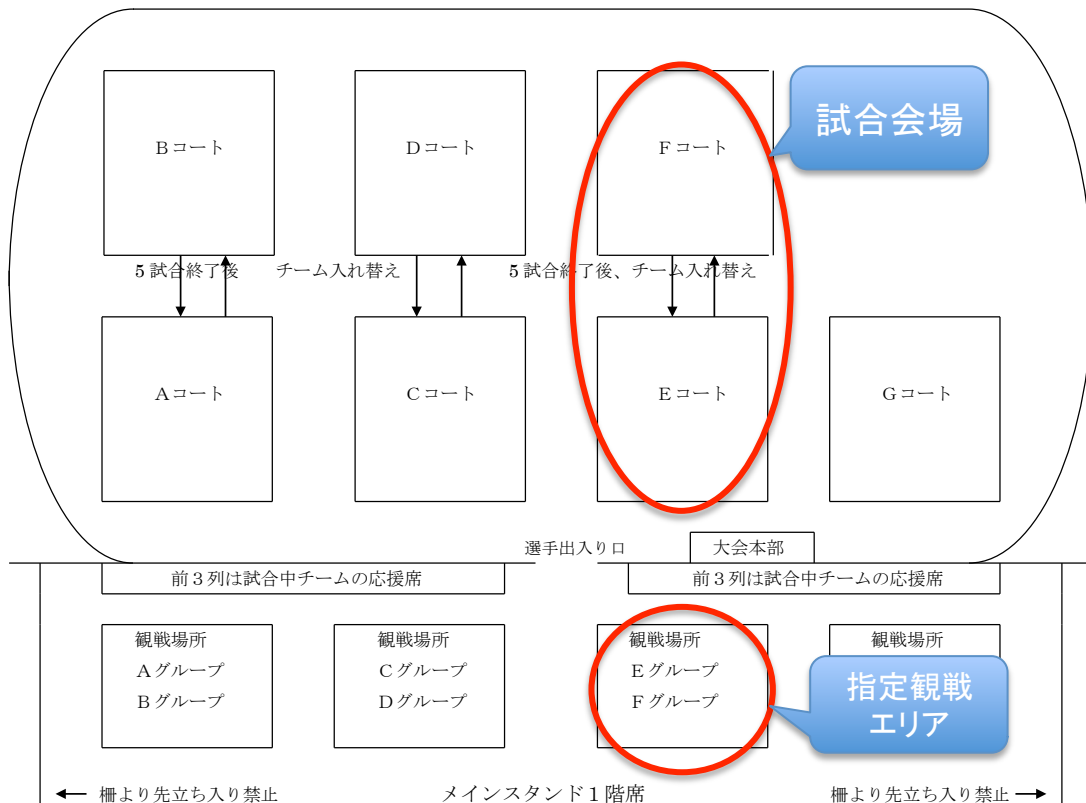 Bコート
Dコート
Fコート
試合会場
5試合終了後
チーム入れ替え
5試合終了後、チーム入れ替え
Aコート
Cコート
Eコート
Gコート
選手出入り口
大会本部
前3列は試合中チームの応援席
前3列は試合中チームの応援席
観戦場所
Aグループ
Bグループ
観戦場所
Cグループ
Dグループ
観戦場所
Eグループ
Fグループ
観戦場所
指定観戦
エリア
柵より先立ち入り禁止
メインスタンド1階席
柵より先立ち入り禁止